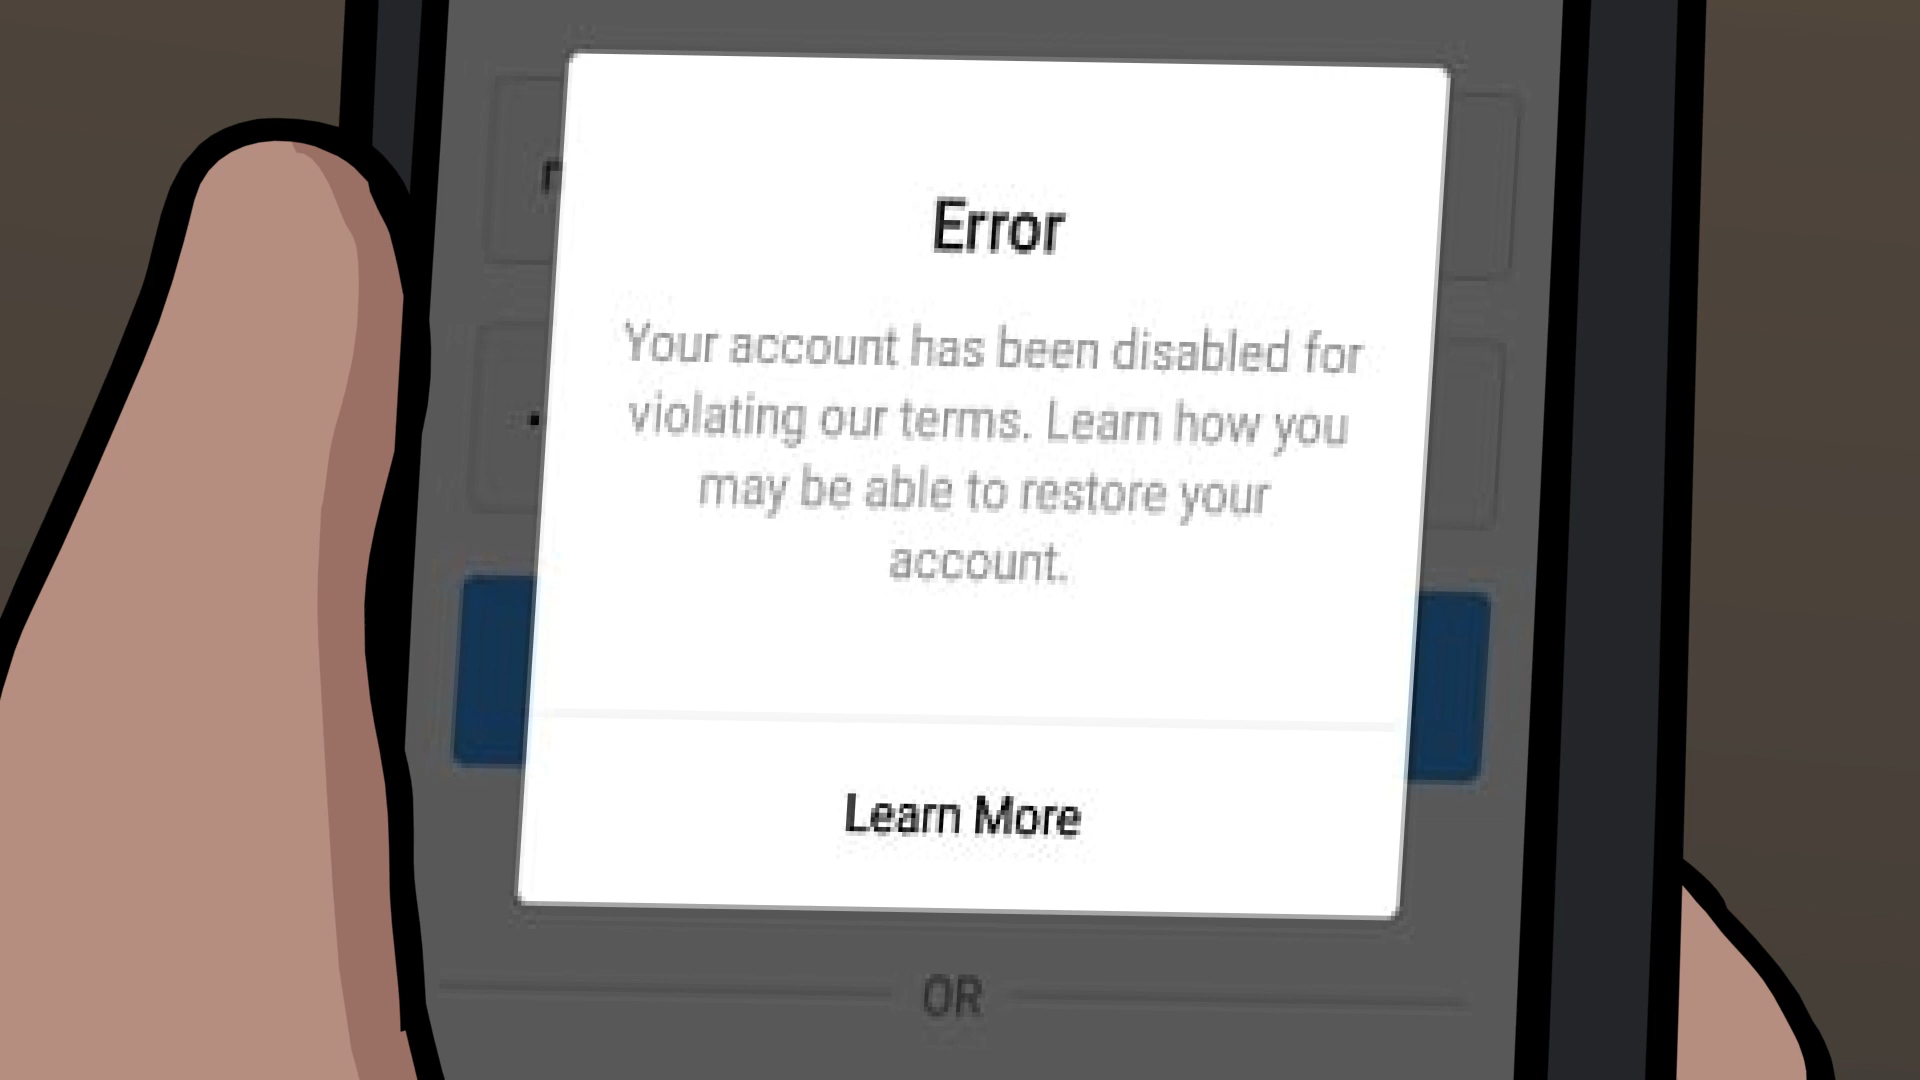 Error
Your account has been disabled for
violating our terms. Learn how you
may be able to restore your
account.
Learn More
OR